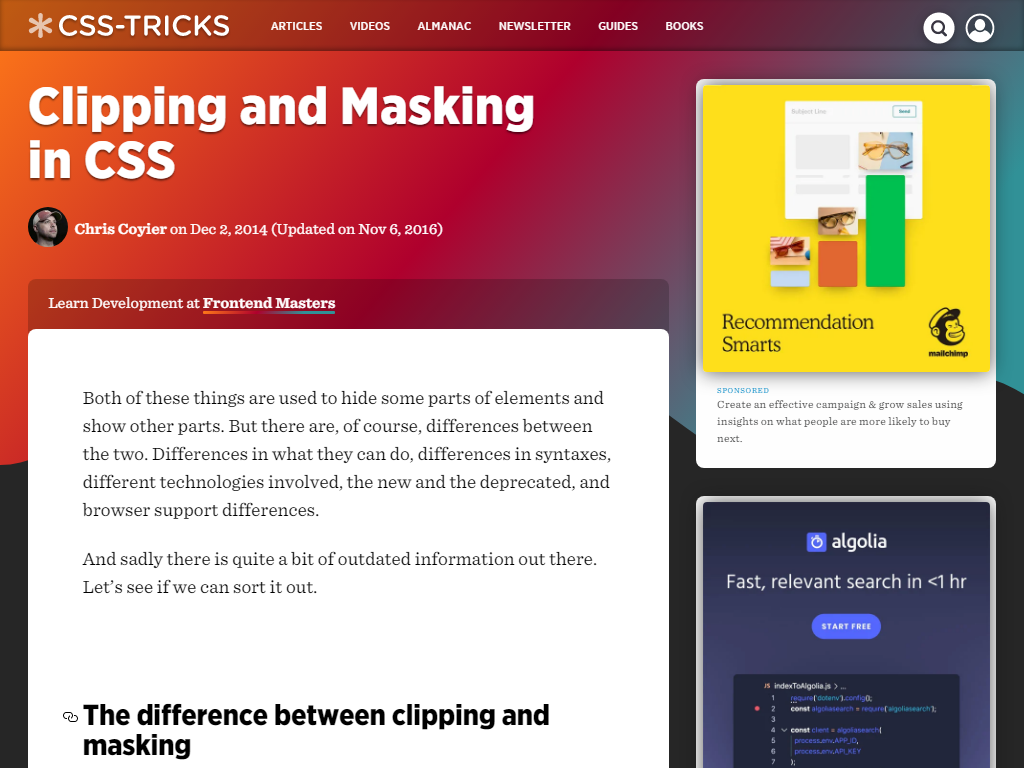 CSS-TRICKS
ARTICLES VIDEOS ALMANAC NEWSLETTER GUIDES BOOKS
Clipping and Masking
in CSS
Chris Coyier on Dec 2, 2014 (Updated on Nov 6, 2016)
Learn Development at Frontend Masters
Both of these things are used to hide some parts of elements and
show other parts. But there are, of course, differences between
the two. Differences in what they can do, differences in syntaxes,
different technologies involved, the new and the deprecated, and
browser support differences.
And sadly there is quite a bit of outdated information out there.
Let’s see if we can sort it out.
The difference between clipping and
masking
Subject Line
Send
Recommendation
Smarts
mailchimp
SPONSORED
Create an effective campaign & grow sales using
insights on what people are more likely to buy
next.
algolia
Fast, relevant search in <1 hr
START FREE
JS indexToAlgolia.js > ...
1 require('dotenv').config();
2 const algoliasearch = require('algoliasearch');
3
4 const client = algoliasearch(
5 process.env.APP_ID,
6 process.env.API_KEY
7 );